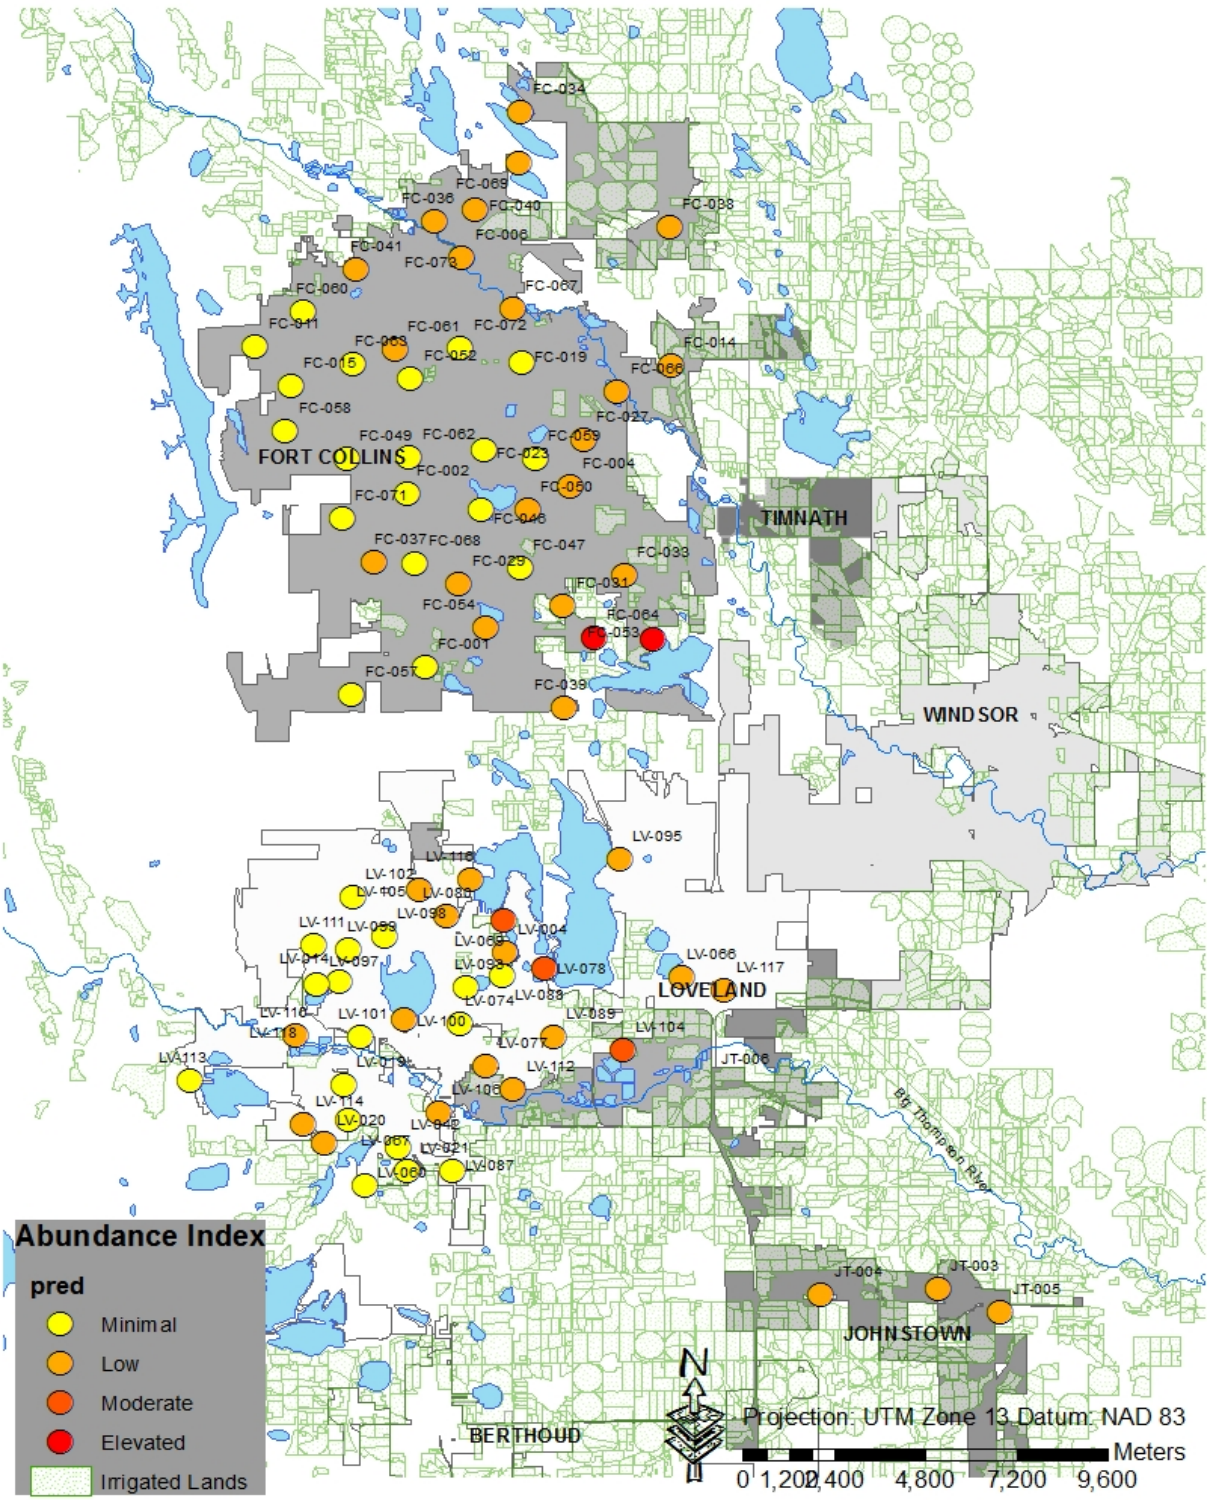 FC-034
FC-069
FC-036
FC-040
FC-038
FC-006
FC-041
FC-073
FC-060
FC-067
FC-011
FC-061
FC-072
FC-063
FC-014
FC-015
FC-052
FC-019
FC-066
FC-058
FC-027
FC-049
FC-062
FC-059
FORT COLLINS
FC-023
FC-004
FC-002
FC-050
FC-071
FC-046
TIMNATH
FC-037
FC-068
FC-047
FC-029
FC-033
FC-031
FC-054
FC-064
FC-053
FC-001
FC-057
FC-039
WINDSOR
LV-095
LV-116
LV-102
LV-105
LV-086
LV-098
LV-111
LV-099
LV-004
LV-069
LV-014
LV-097
LV-093
LV-078
LV-066
LV-117
LOVELAND
LV-074
LV-088
LV-110
LV-101
LV-100
LV-089
LV-118
LV-104
LV-077
LV-113
LV-019
LV-112
JT-006
LV-106
LV-114
LV-020
LV-042
LV-067
LV-021
LV-060
LV-087
Big Thompson River
Abundance Index
pred
Minimal
Low
Moderate
Elevated
Irrigated Lands
JT-004
JT-003
JT-005
JOHNSTOWN
N
BERTHOUD
Projection: UTM Zone 13 Datum: NAD 83
Meters
0 1,200 2,400 4,800 7,200 9,600